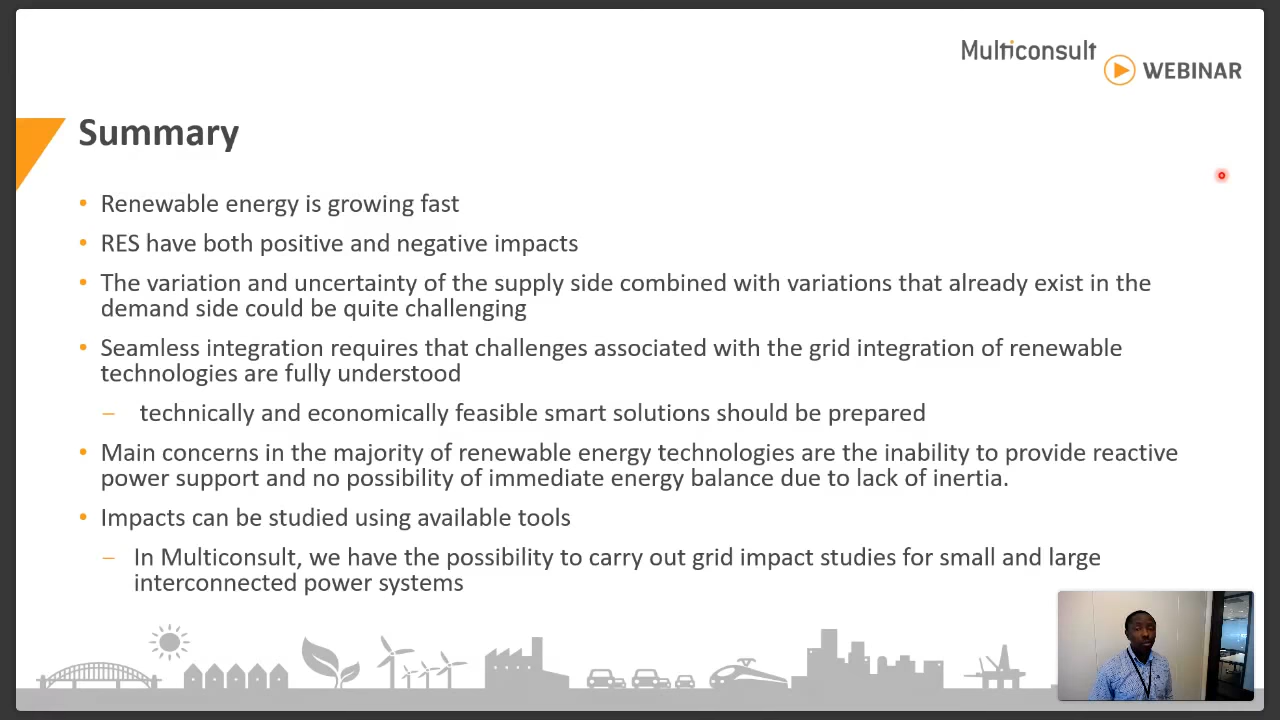 Multiconsult
WEBINAR
Summary
• Renewable energy is growing fast
• RES have both positive and negative impacts
• The variation and uncertainty of the supply side combined with variations that already exist in the
demand side could be quite challenging
• Seamless integration requires that challenges associated with the grid integration of renewable
technologies are fully understood
– technically and economically feasible smart solutions should be prepared
• Main concerns in the majority of renewable energy technologies are the inability to provide reactive
power support and no possibility of immediate energy balance due to lack of inertia.
• Impacts can be studied using available tools
– In Multiconsult, we have the possibility to carry out grid impact studies for small and large
interconnected power systems